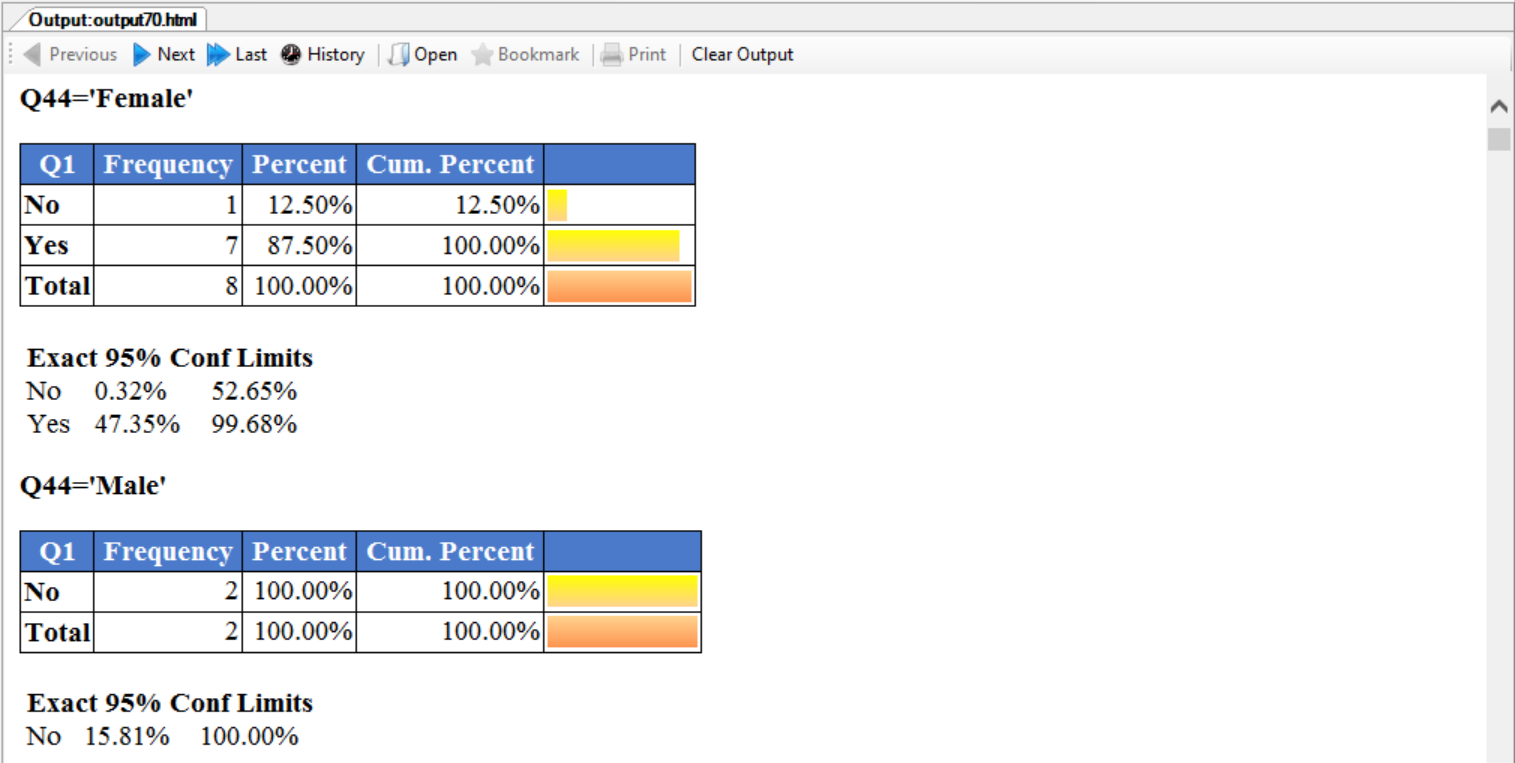 Output:output70.html
Previous Next Last History Open Bookmark Print Clear Output
Q44='Female'
Q1 Frequency Percent Cum. Percent
No 1 12.50% 12.50%
Yes 7 87.50% 100.00%
Total 8 100.00% 100.00%
Exact 95% Conf Limits
No 0.32% 52.65%
Yes 47.35% 99.68%
Q44='Male'
Q1 Frequency Percent Cum. Percent
No 2 100.00% 100.00%
Total 2 100.00% 100.00%
Exact 95% Conf Limits
No 15.81% 100.00%